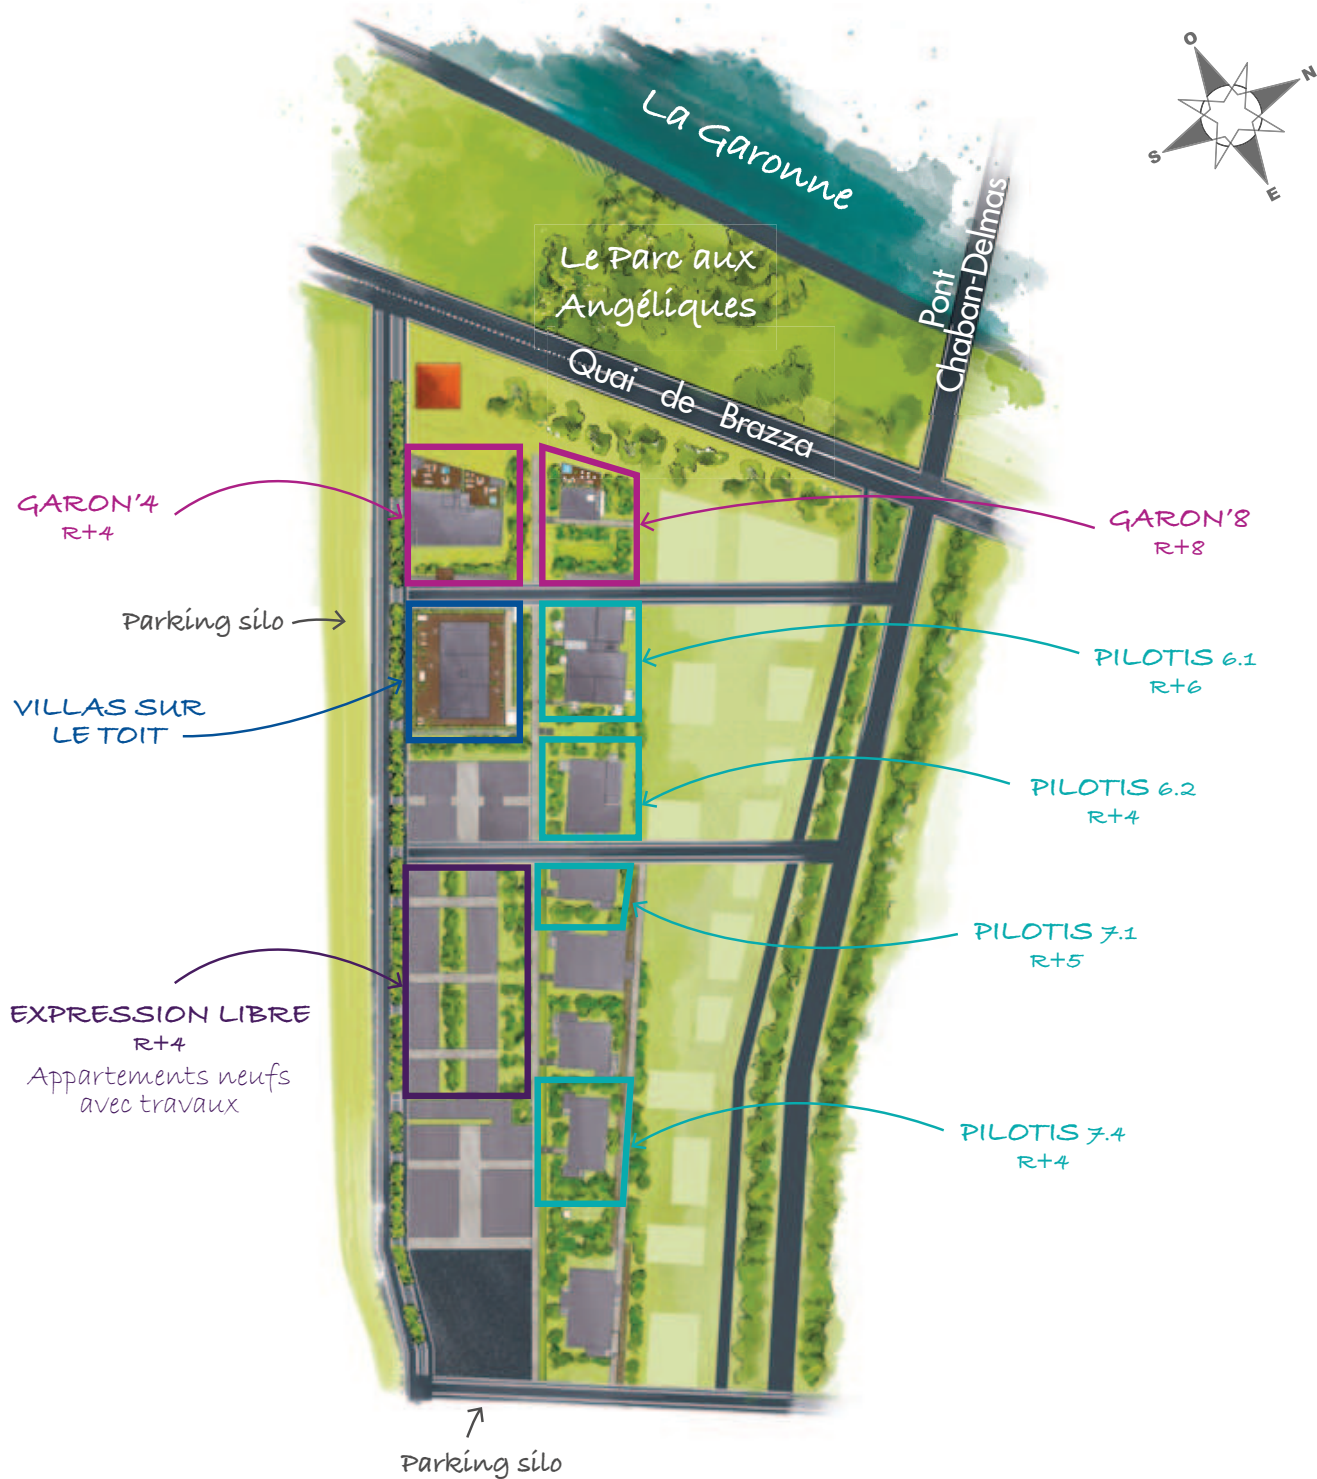 O
N
S
E
La Garonne
Pont
Chaban-Delmas
Le Parc aux
Angéliques
Quai de Brazza
GARON'4
R+4
GARON'8
R+8
Parking silo
PILOTIS 6.1
R+6
VILLAS SUR
LE TOIT
PILOTIS 6.2
R+4
PILOTIS 7.1
R+5
EXPRESSION LIBRE
R+4
Appartements neufs
avec travaux
PILOTIS 7.4
R+4
Parking silo